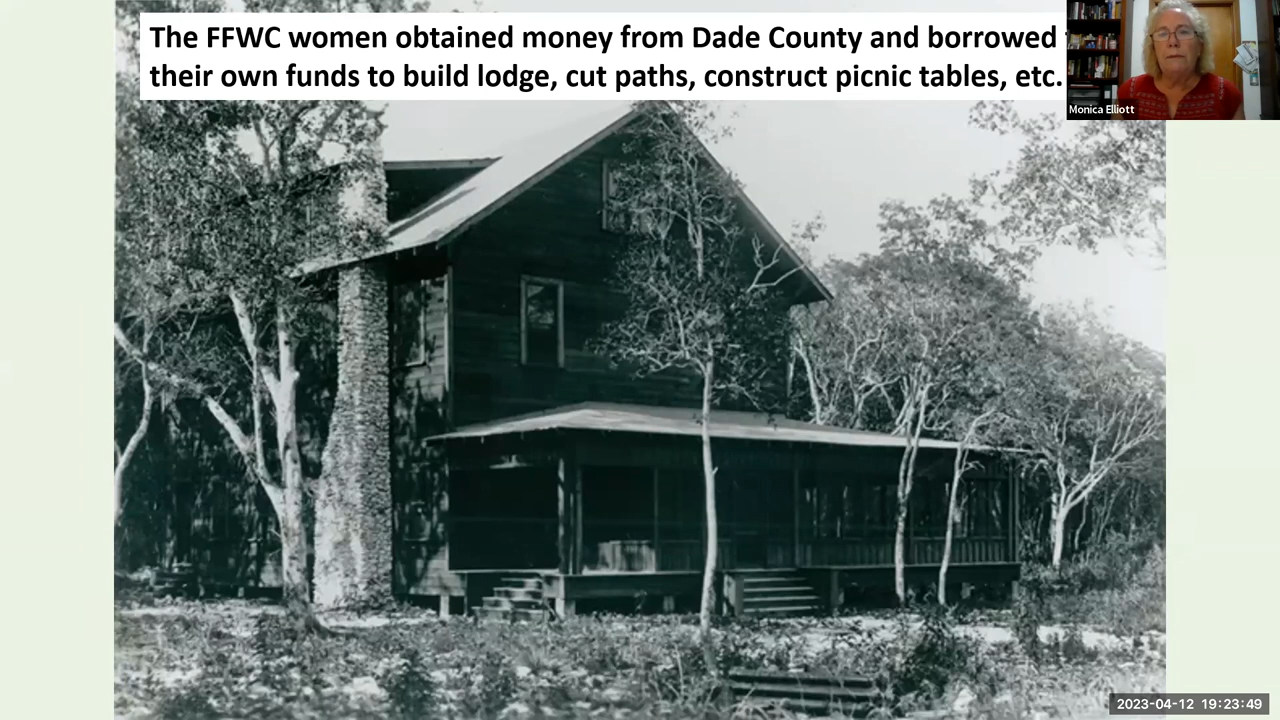 The FFWC women obtained money from Dade County and borrowed
their own funds to build lodge, cut paths, construct picnic tables, etc.
Monica Elliott
2023-04-12 19:23:49